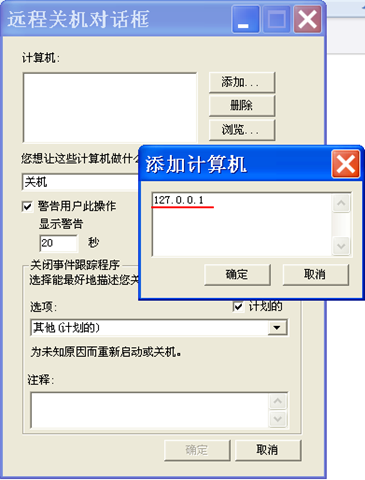 远程关机对话框
计算机:
添加...
删除
浏览...
您想让这些计算机做什么
关机
警告用户此操作
显示警告
20 秒
添加计算机
127.0.0.1
确定 取消
关闭事件跟踪程序
选择能最好地描述您关
选项: 计划的
其他(计划的)
为未知原因而重新启动或关机。
注释:
确定 取消